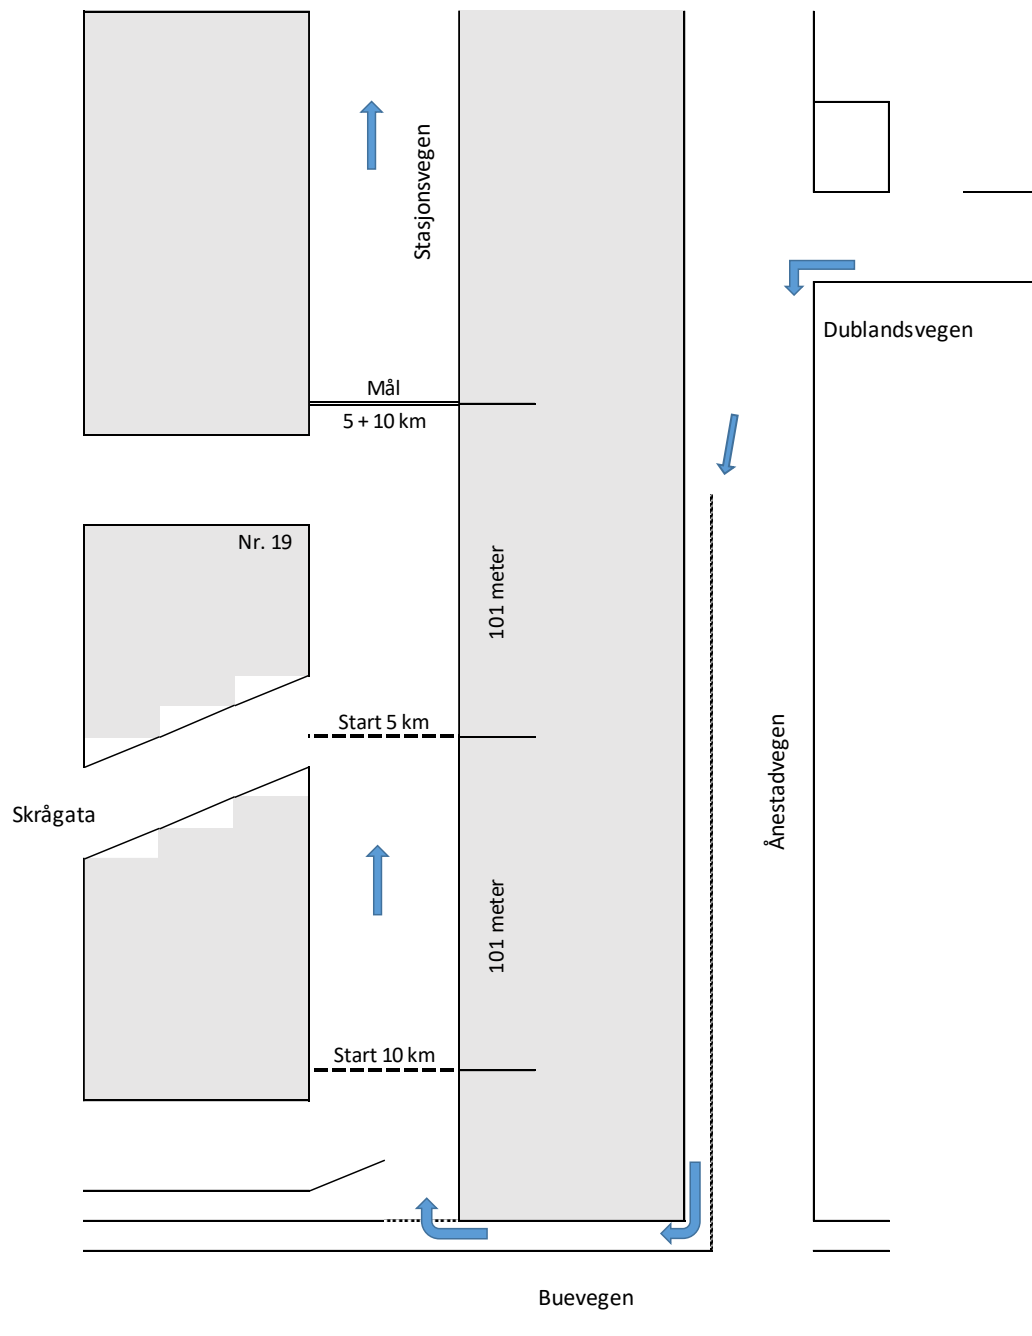 Stasjonsvegen
Dublandsvegen
Mål
5 + 10 km
Nr. 19
101 meter
Start 5 km
Ånestadvegen
Skrågata
101 meter
Start 10 km
Buevegen